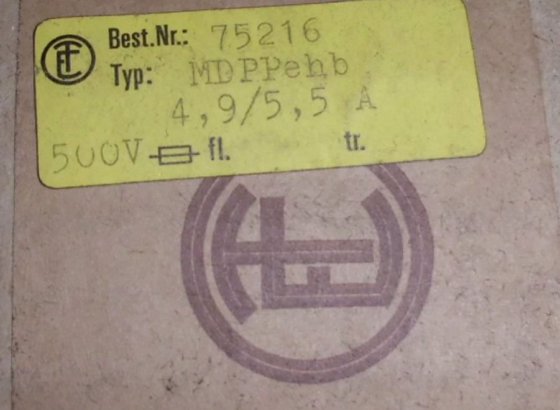 Best.Nr.: 75216
Typ: MDPPehb
4,9/5,5 A
500V fl. tr.